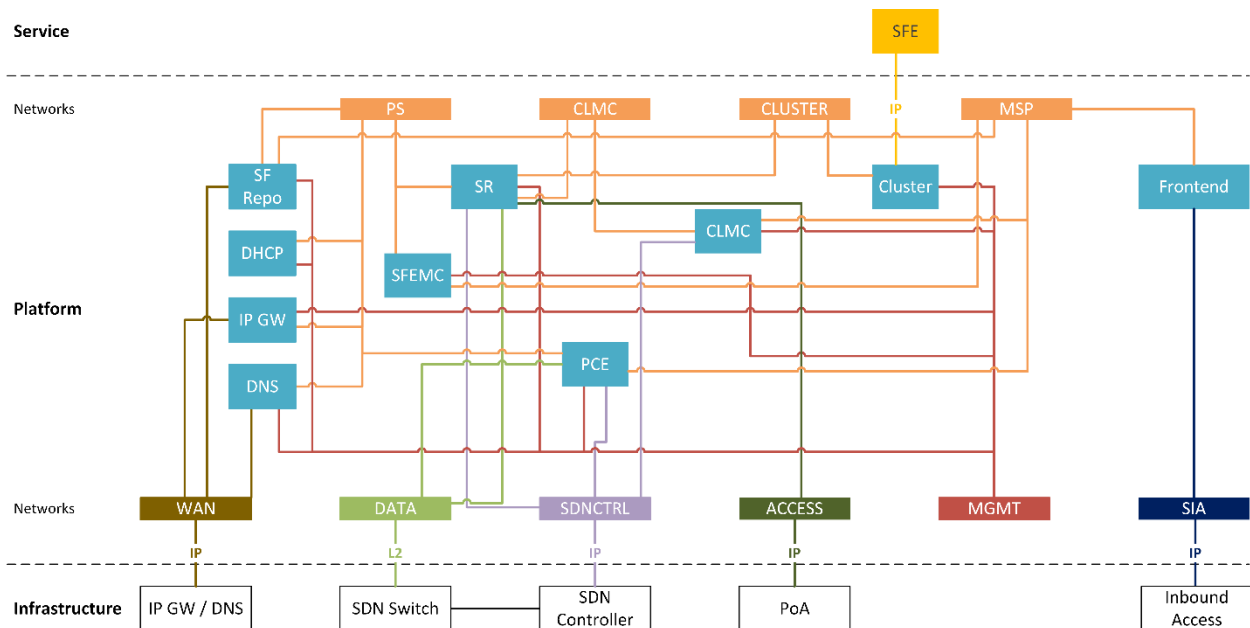 Service
SFE
Networks
PS
CLMC
CLUSTER
IP
MSP
SF
Repo
SR
Cluster
Frontend
CLMC
DHCP
SFEMC
Platform
IP GW
PCE
DNS
Networks
WAN
DATA
SDNCTRL
ACCESS
MGMT
SIA
IP
L2
IP
IP
IP
Infrastructure
IP GW / DNS
SDN Switch
SDN
Controller
PoA
Inbound
Access